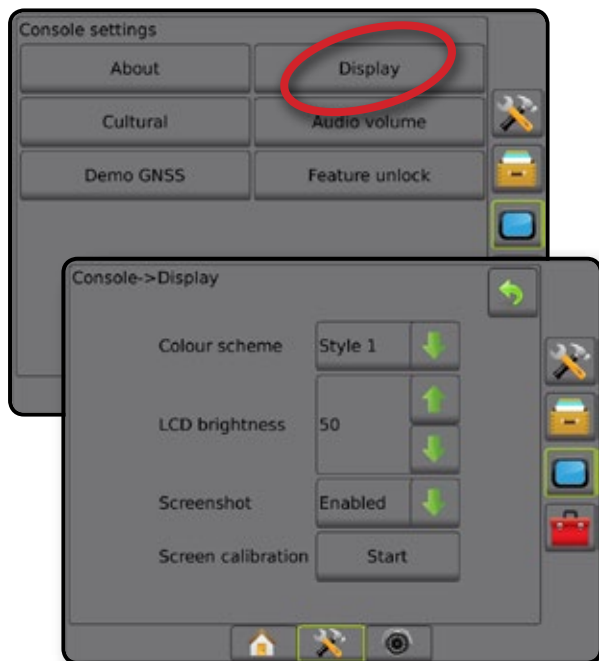 Console settings
About
Display
Cultural
Audio volume
Demo GNSS
Feature unlock
Console->Display
Colour scheme
Style 1
LCD brightness
50
Screenshot
Enabled
Screen calibration
Start